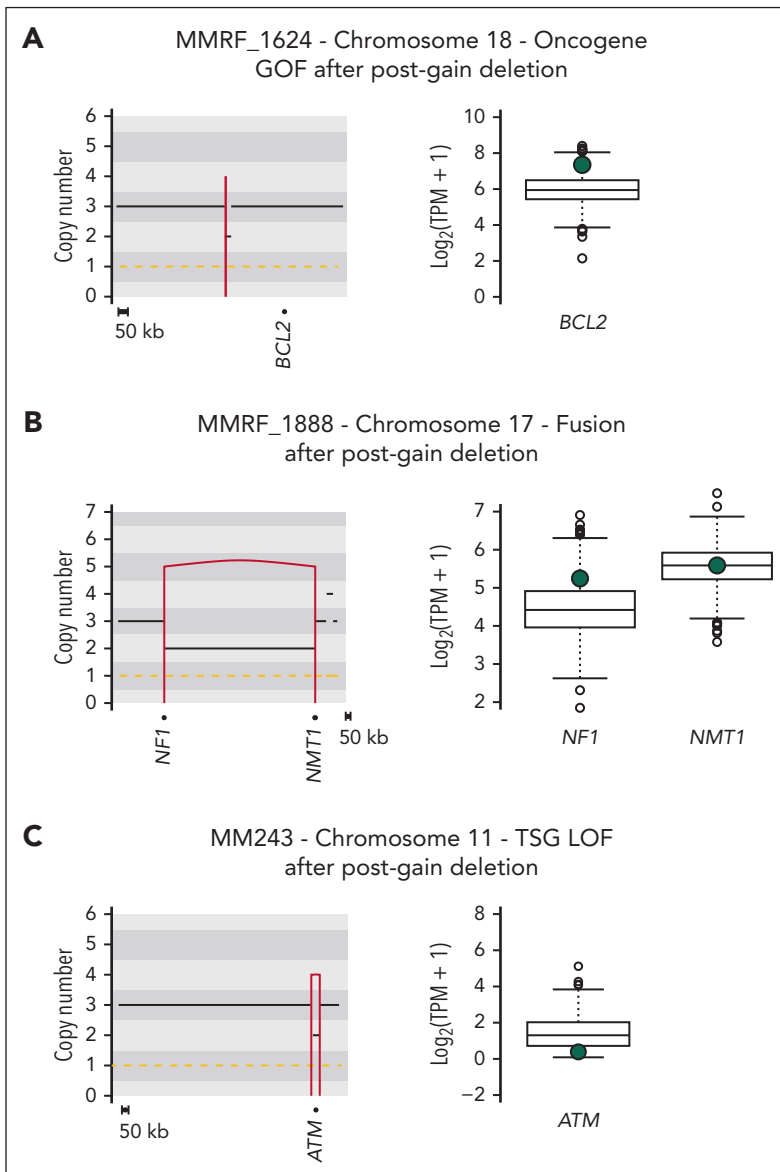 A
MMRF_1624 - Chromosome 18 - Oncogene
GOF after post-gain deletion
Copy number
6
5
4
3
2
1
0
50 kb
BCL2
Log2(TPM + 1)
10
8
6
4
2
0
BCL2
B
MMRF_1888 - Chromosome 17 - Fusion
after post-gain deletion
Copy number
7
6
5
4
3
2
1
0
NF1
NMT1
50 kb
Log2(TPM + 1)
7
6
5
4
3
2
NF1
NMT1
C
MM243 - Chromosome 11 - TSG LOF
after post-gain deletion
Copy number
6
5
4
3
2
1
0
50 kb
ATM
Log2(TPM + 1)
8
6
4
2
0
−2
ATM